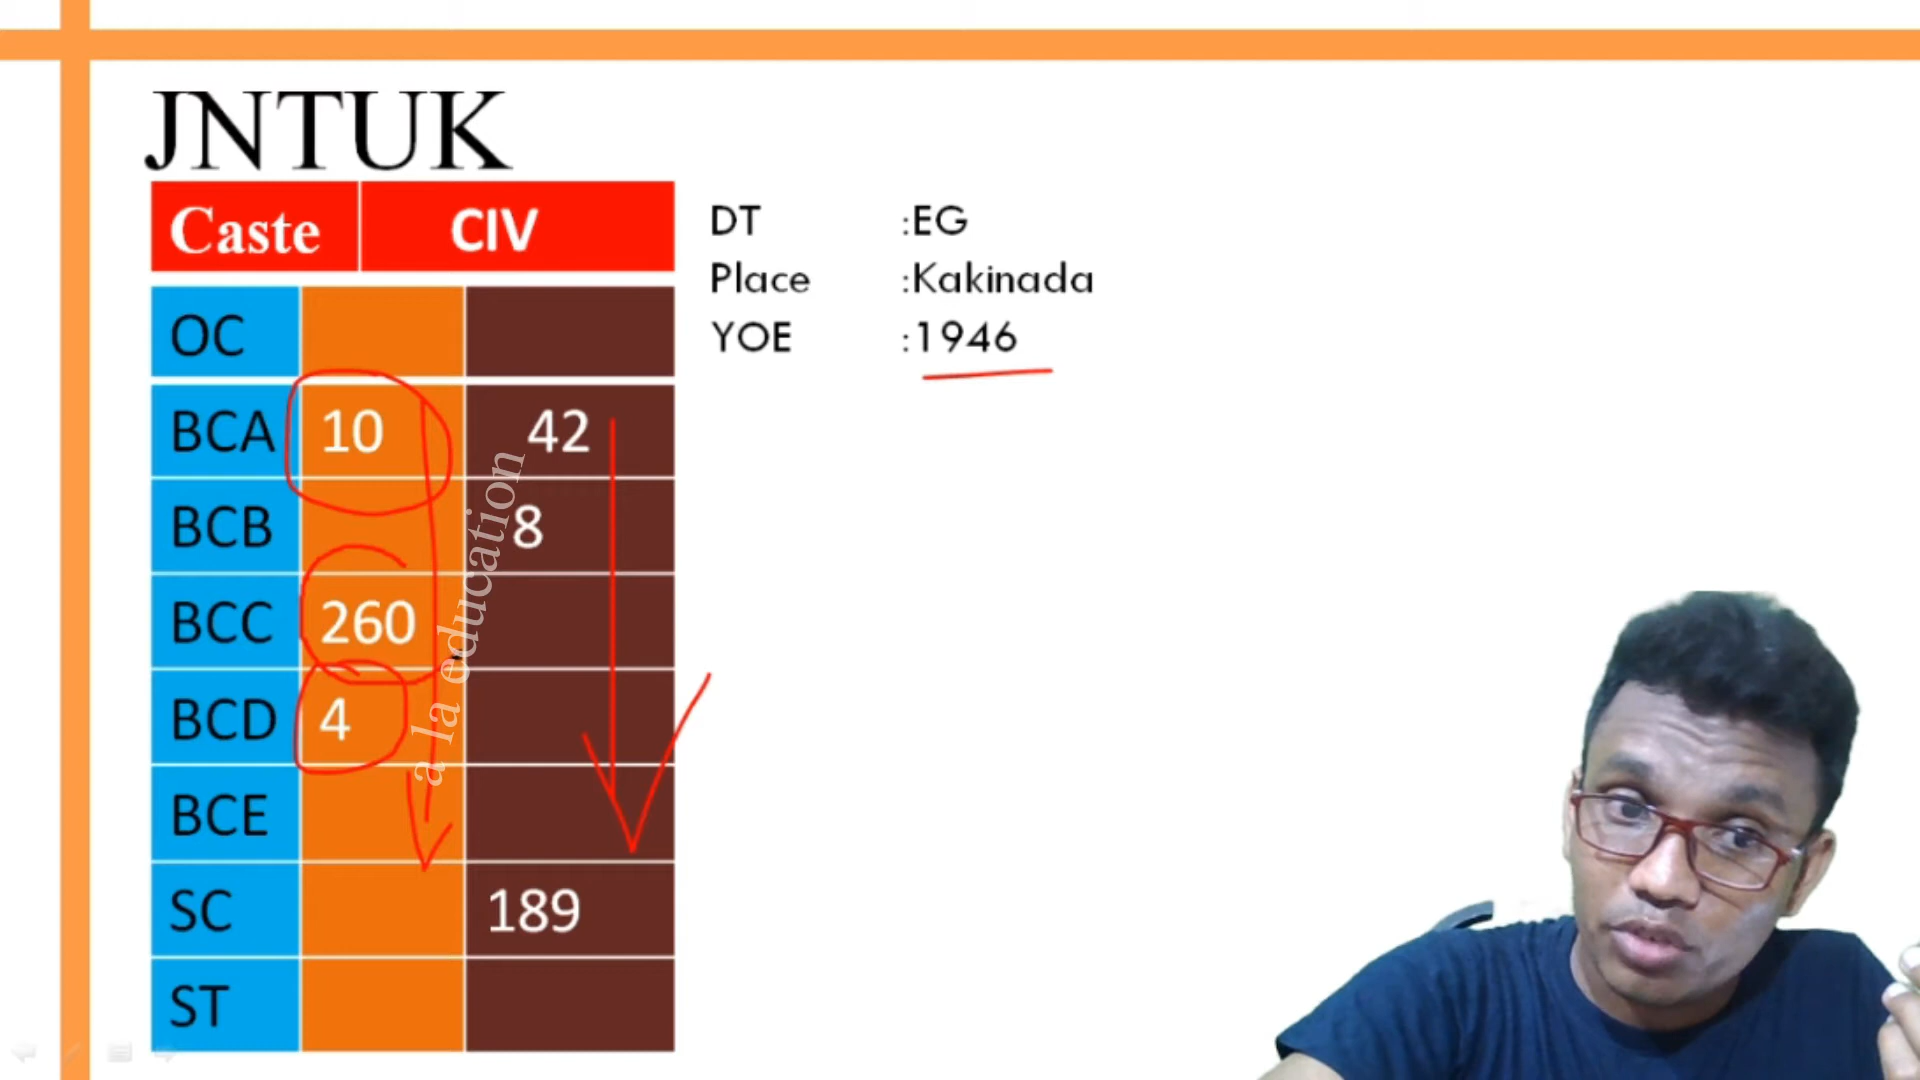 JNTUK
Caste CIV
OC
BCA 10 42
BCB 8
BCC 260
BCD 4
BCE
SC 189
ST
DT :EG
Place :Kakinada
YOE :1946
a la education